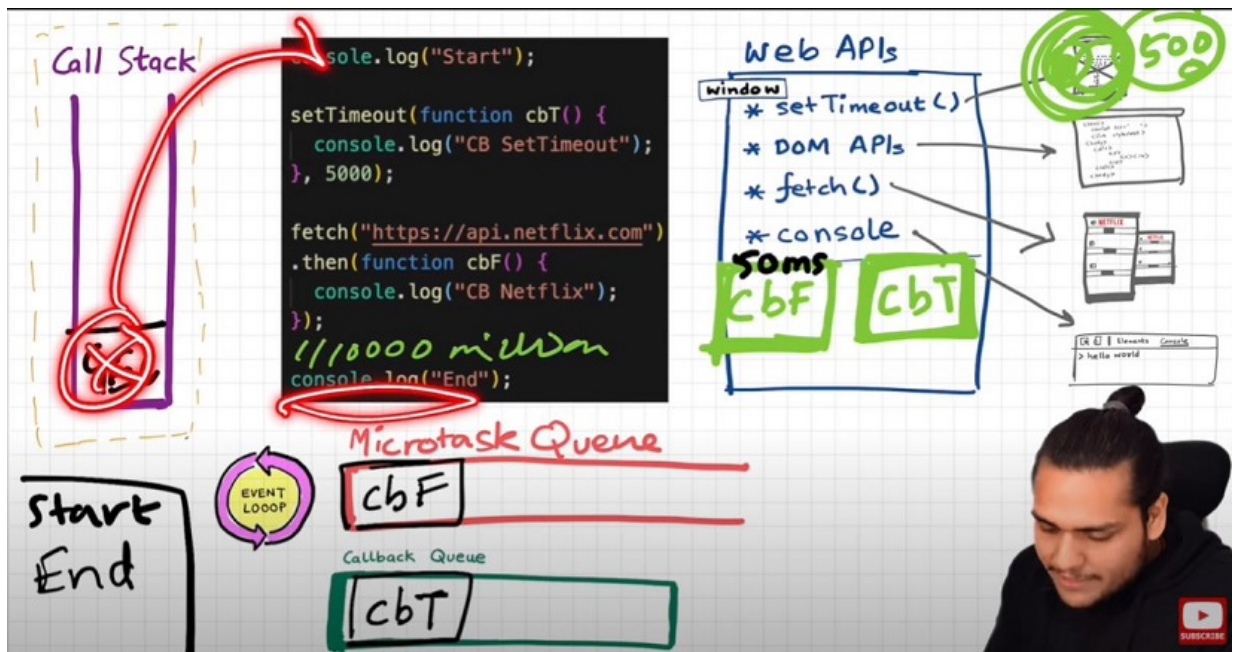 Call Stack
console.log("Start");
setTimeout(function cbT() {
console.log("CB SetTimeout");
}, 5000);
fetch("https://api.netflix.com")
.then(function cbF() {
console.log("CB Netflix");
});
10000 million
console.log("End");
Web APIs
window
* setTimeout()
* DOM APIs
* fetch()
* console
50ms
CbF
CbT
500
NETFLIX
Elements Console
> hello world
Microtask Queue
cbF
EVENT
LOOOP
Callback Queue
cbT
Start
End
SUBSCRIBE